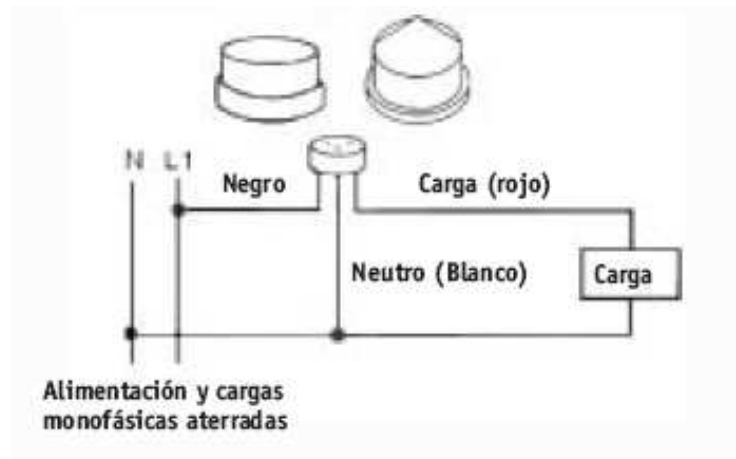 N L1
Negro
Carga (rojo)
Neutro (Blanco)
Carga
Alimentación y cargas
monofásicas aterradas